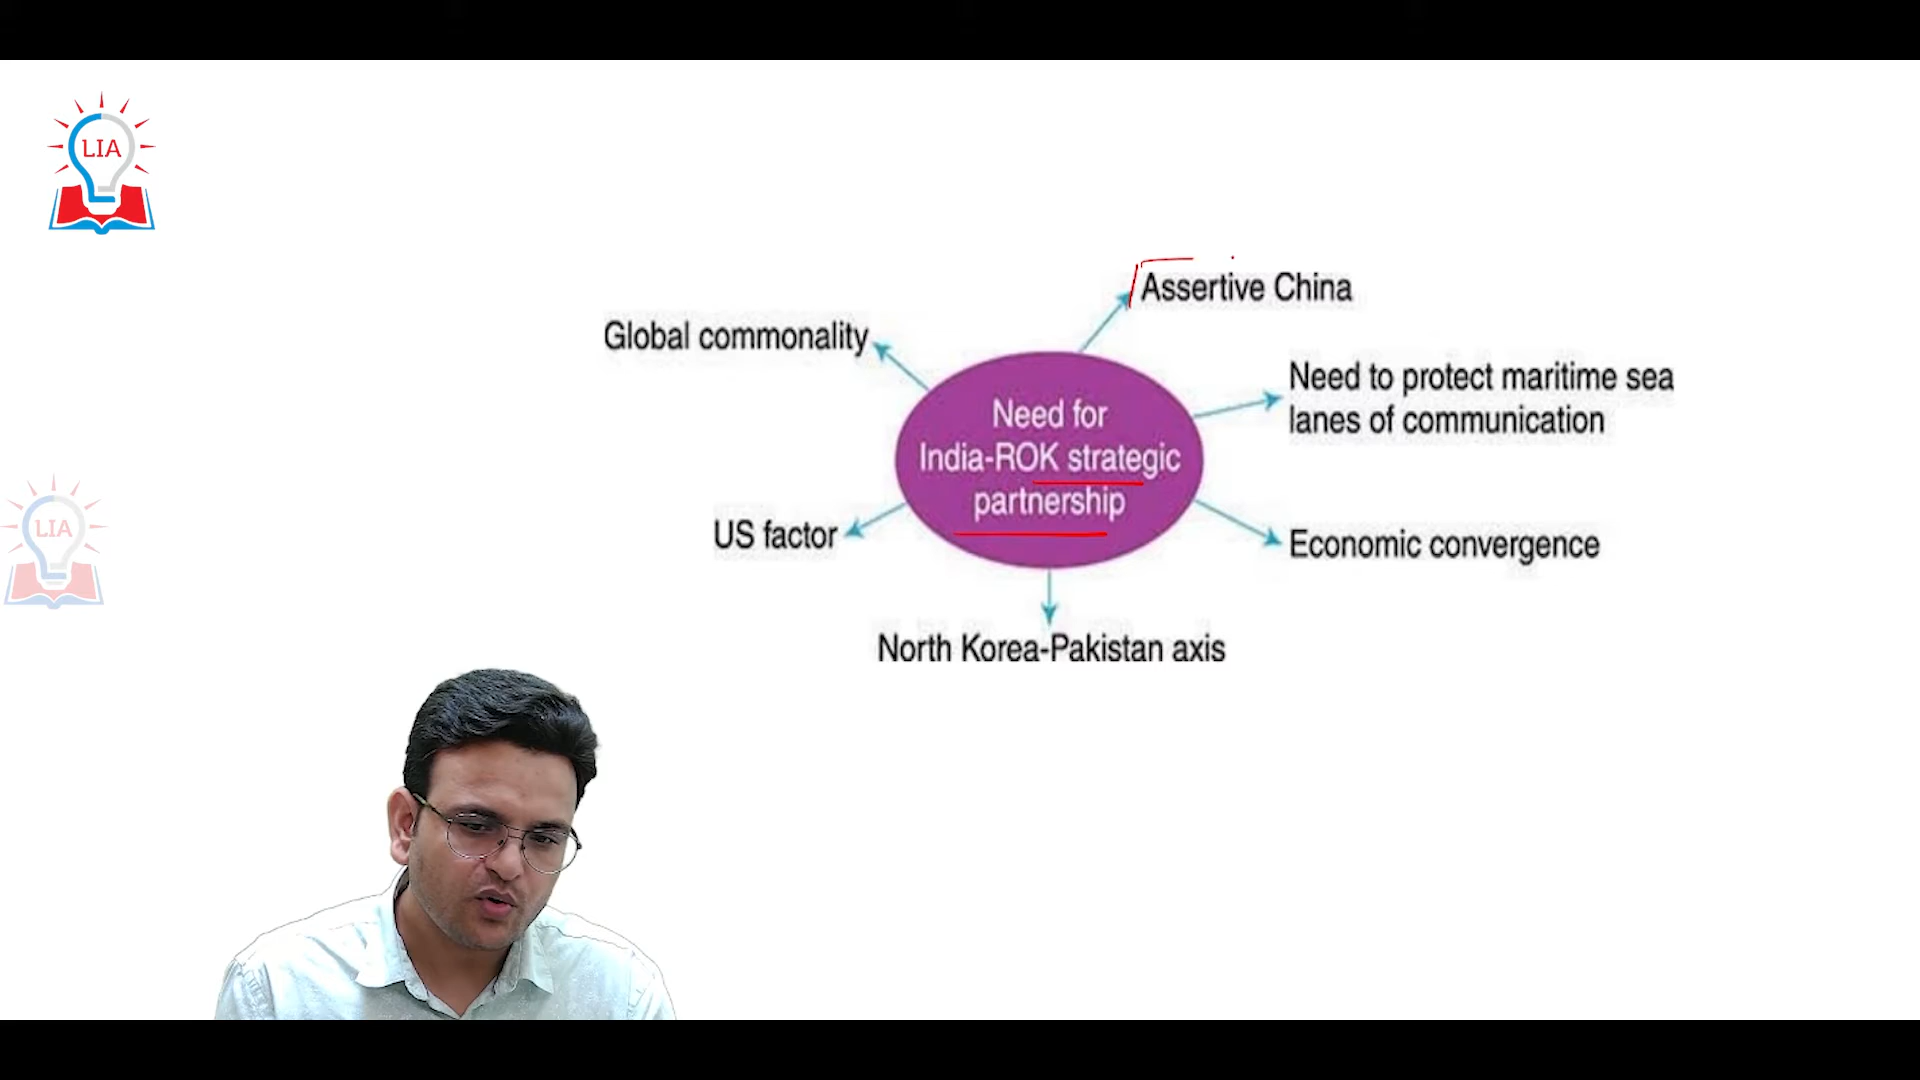 LIA
Assertive China
Global commonality
Need to protect maritime sea
lanes of communication
Need for
India-ROK strategic
partnership
LIA
US factor
Economic convergence
North Korea-Pakistan axis